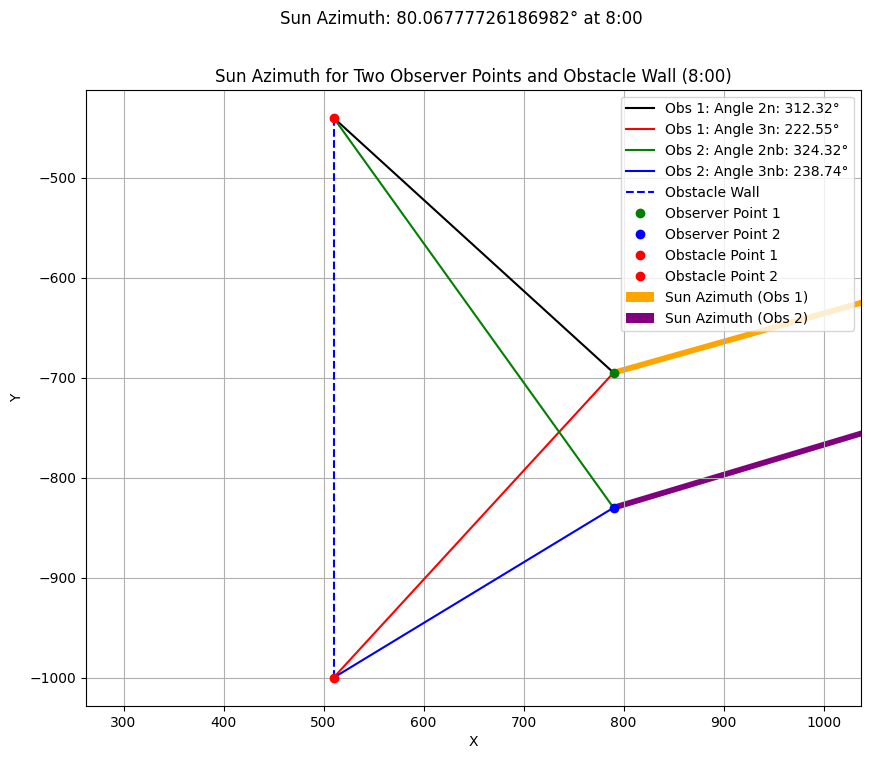 Sun Azimuth: 80.06777726186982° at 8:00
Sun Azimuth for Two Observer Points and Obstacle Wall (8:00)
Obs 1: Angle 2n: 312.32°
Obs 1: Angle 3n: 222.55°
Obs 2: Angle 2nb: 324.32°
Obs 2: Angle 3nb: 238.74°
Obstacle Wall
Observer Point 1
Observer Point 2
Obstacle Point 1
Obstacle Point 2
Sun Azimuth (Obs 1)
Sun Azimuth (Obs 2)
Y
−500
−600
−700
−800
−900
−1000
300 400 500 600 700 800 900 1000
X